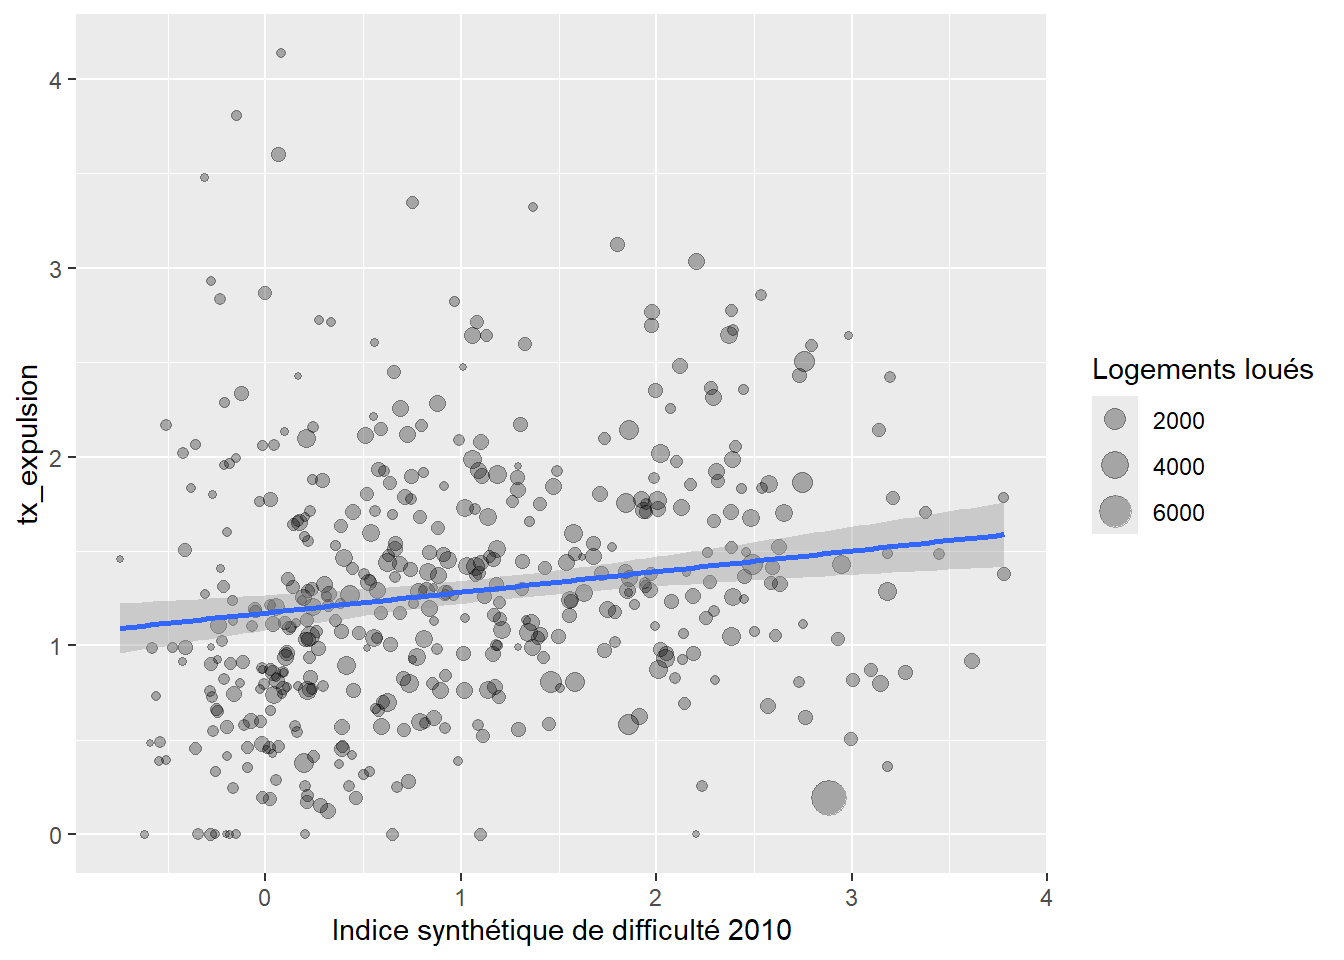 4
3
2
1
0
tx_expulsion
0 1 2 3 4
Indice synthétique de difficulté 2010
Logements loués
2000
4000
6000